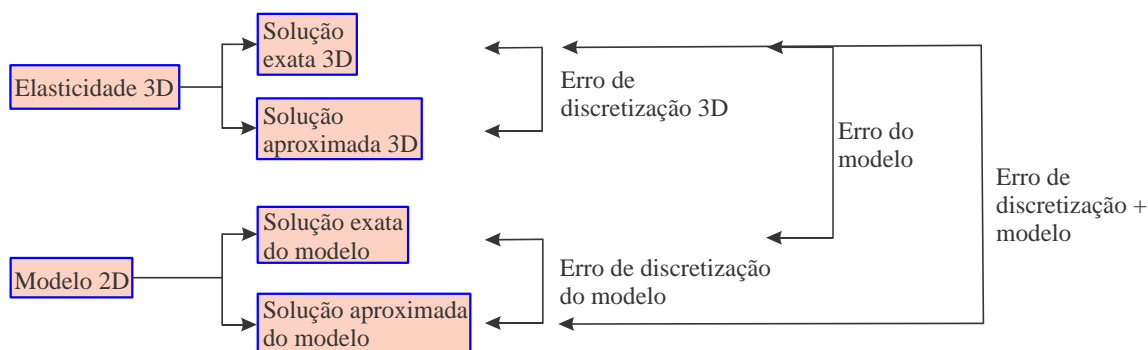 Solução
exata 3D
Elasticidade 3D
Solução
aproximada 3D
Erro de
discretização 3D
Erro do
modelo
Erro de
discretização +
modelo
Solução exata
do modelo
Modelo 2D
Solução aproximada
do modelo
Erro de discretização
do modelo